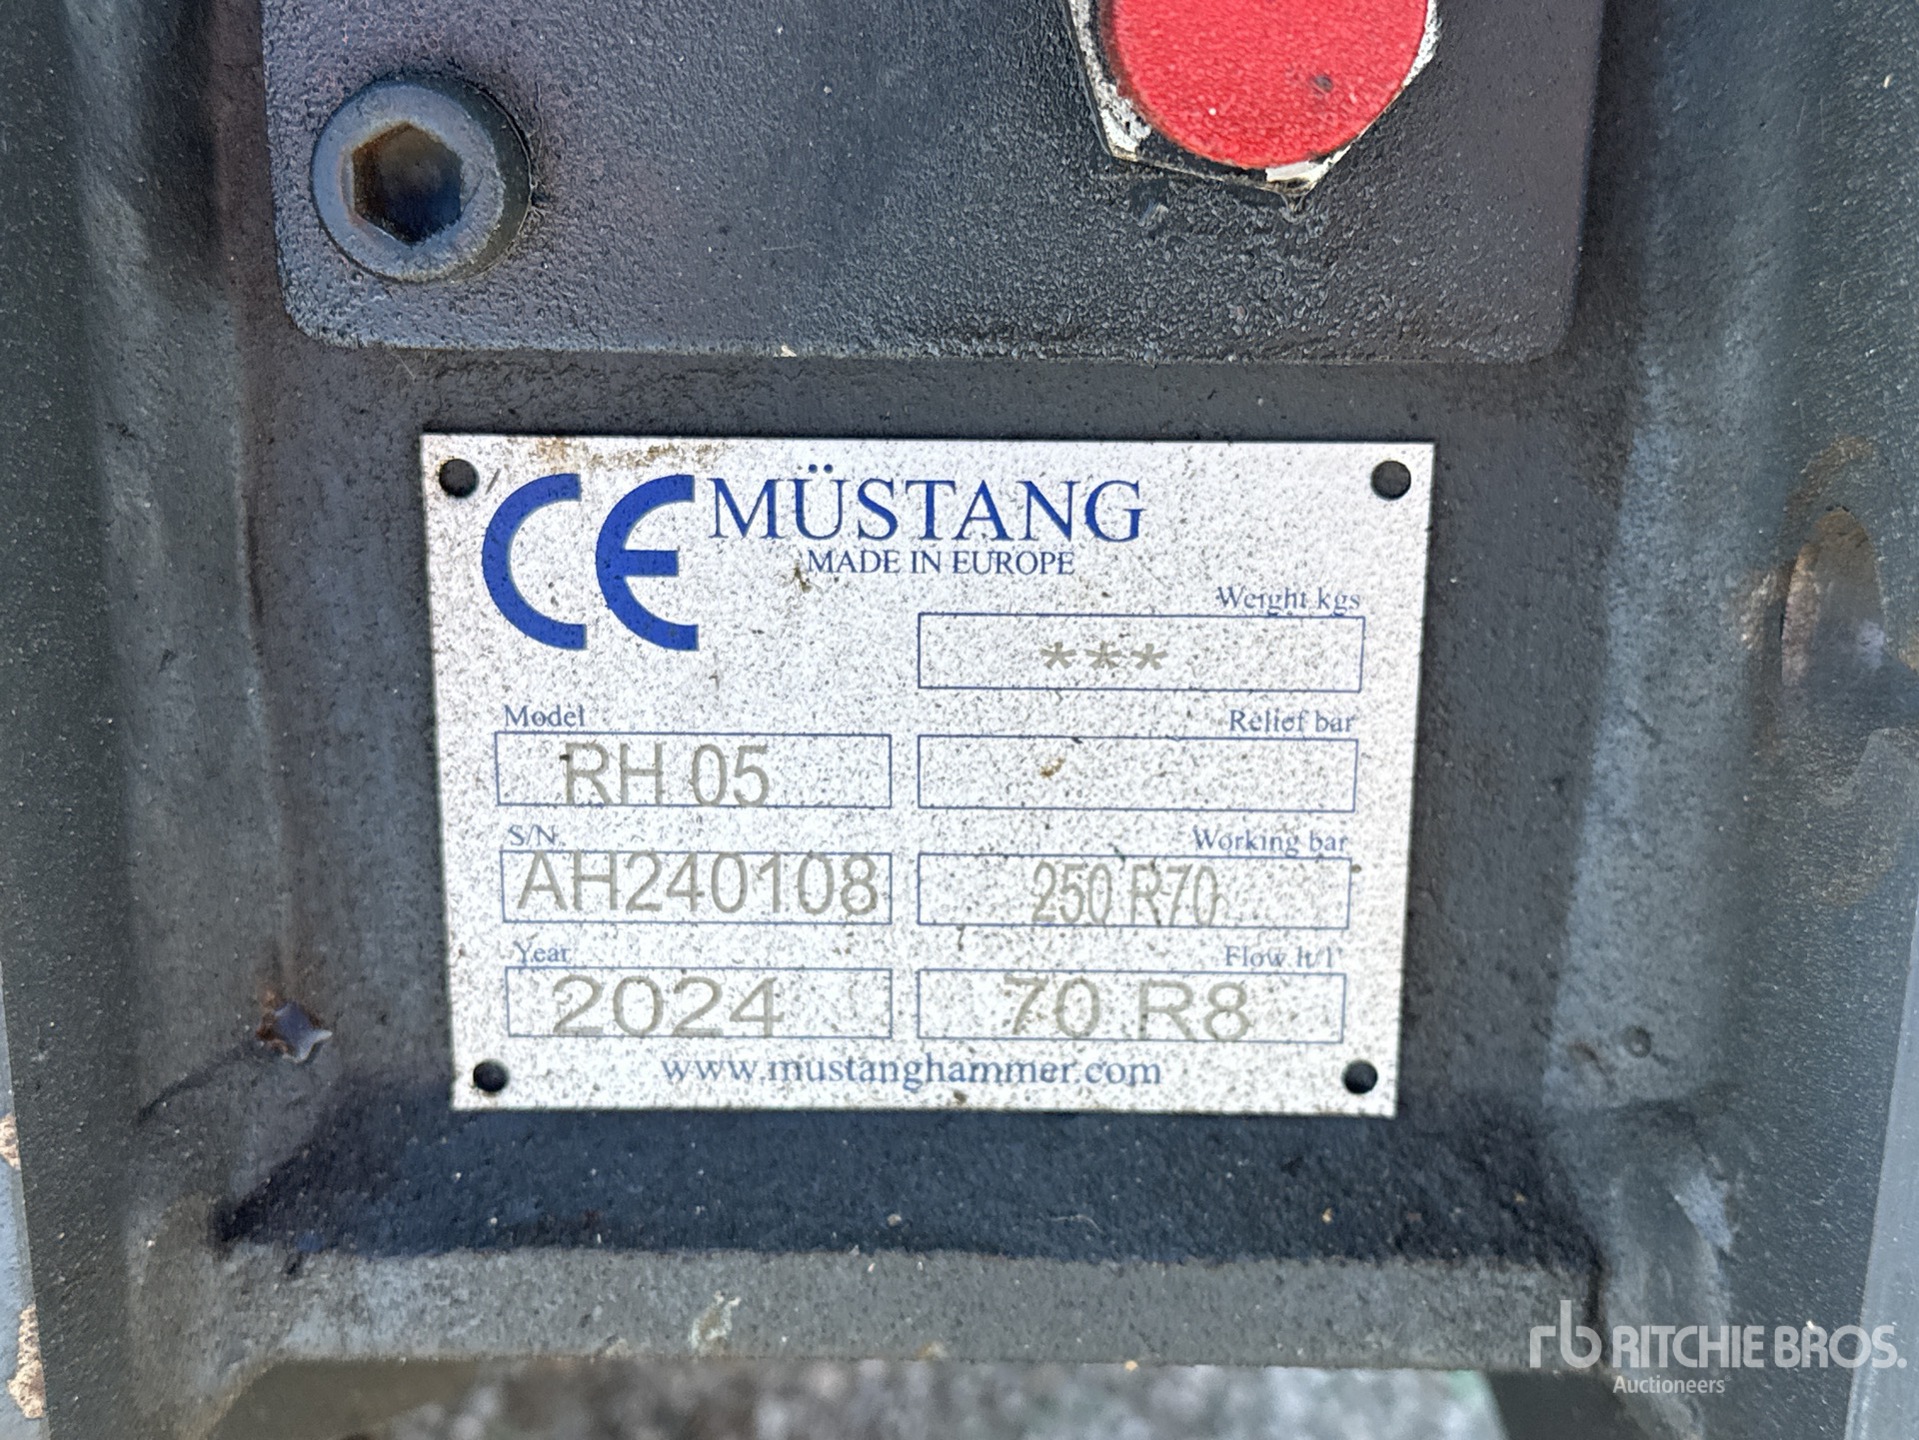 CE MÜSTANG
MADE IN EUROPE
Weight kgs
***
Model
RH 05
Relief bar
S/N.
AH240108
Working bar
250 R70
Year
2024
Flow lt/1'
70 R8
www.mustanghammer.com
rb RITCHIE BROS.
Auctioneers